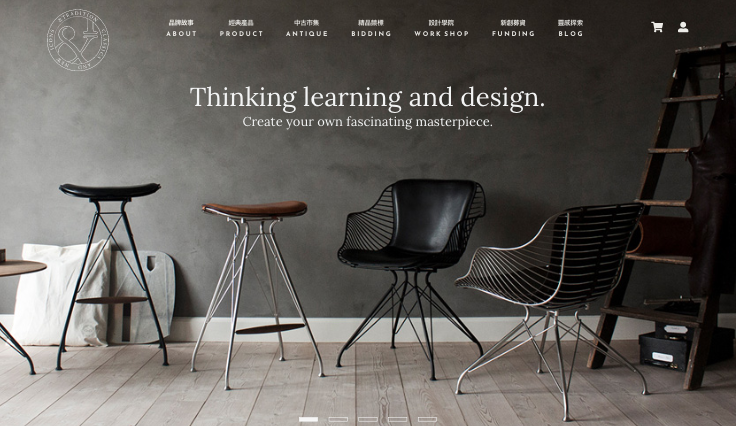 品牌故事
ABOUT
經典產品
PRODUCT
中古市集
ANTIQUE
精品競標
BIDDING
設計學院
WORK SHOP
新創募資
FUNDING
靈感探索
BLOG
Thinking learning and design.
Create your own fascinating masterpiece.